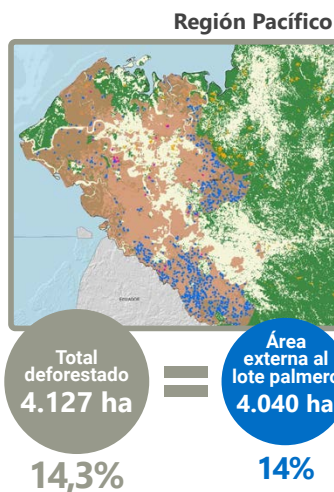 Región Pacífico
ECUADOR
Total
deforestado
4.127 ha
=
Área
externa al
lote palmero
4.040 ha
14,3%
14%